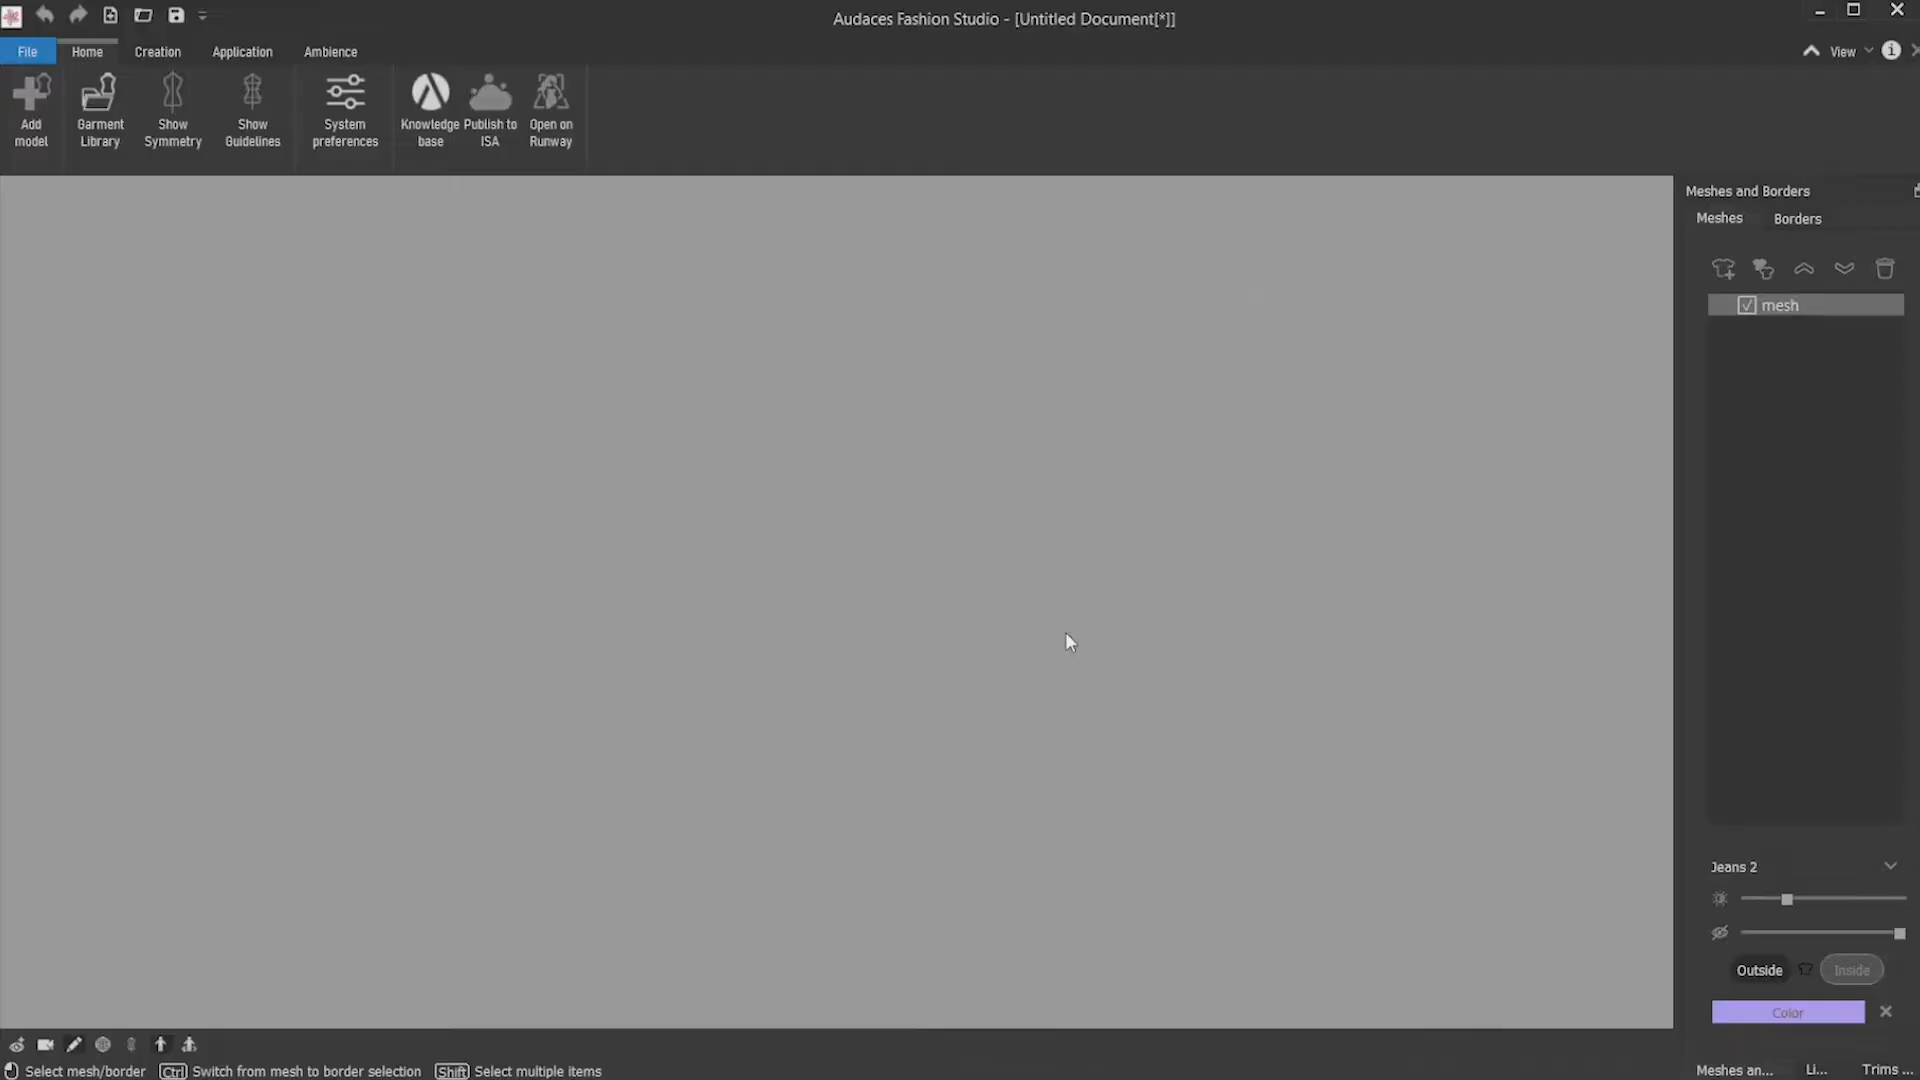 Audaces Fashion Studio - [Untitled Document[*]]
File Home Creation Application Ambience View
Add model
Garment Library
Show Symmetry
Show Guidelines
System preferences
Knowledge base
Publish to ISA
Open on Runway
Meshes and Borders
Meshes Borders
mesh
Jeans 2
Outside Inside
Color
Meshes an... Li... Trims ...
Select mesh/border Ctrl Switch from mesh to border selection Shift Select multiple items